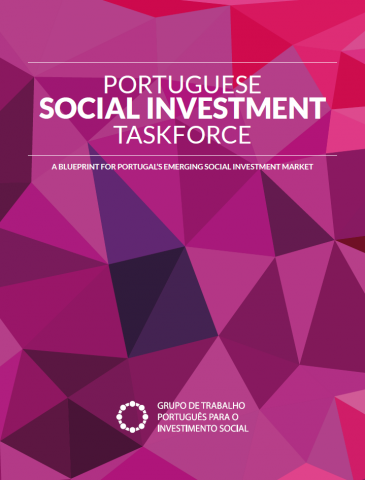 PORTUGUESE
SOCIAL INVESTMENT
TASKFORCE
A BLUEPRINT FOR PORTUGAL'S EMERGING SOCIAL INVESTMENT MARKET
GRUPO DE TRABALHO
PORTUGUÊS PARA O
INVESTIMENTO SOCIAL